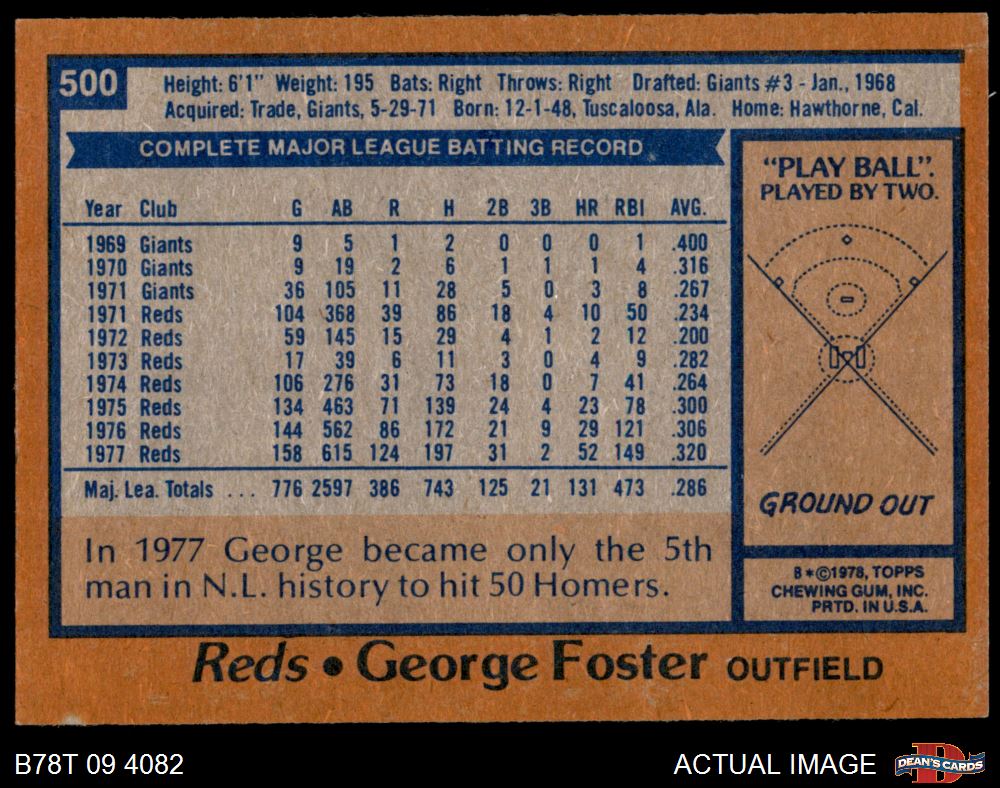 500
Height: 6'1" Weight: 195 Bats: Right Throws: Right Drafted: Giants #3 - Jan., 1968
Acquired: Trade, Giants, 5-29-71 Born: 12-1-48, Tuscaloosa, Ala. Home: Hawthorne, Cal.
COMPLETE MAJOR LEAGUE BATTING RECORD
Year Club G AB R H 2B 3B HR RBI AVG.
1969 Giants 9 5 1 2 0 0 0 1 .400
1970 Giants 9 19 2 6 1 1 1 4 .316
1971 Giants 36 105 11 28 5 0 3 8 .267
1971 Reds 104 368 39 86 18 4 10 50 .234
1972 Reds 59 145 15 29 4 1 2 12 .200
1973 Reds 17 39 6 11 3 0 4 9 .282
1974 Reds 106 276 31 73 18 0 7 41 .264
1975 Reds 134 463 71 139 24 4 23 78 .300
1976 Reds 144 562 86 172 21 9 29 121 .306
1977 Reds 158 615 124 197 31 2 52 149 .320
Maj. Lea. Totals ... 776 2597 386 743 125 21 131 473 .286
In 1977 George became only the 5th
man in N.L. history to hit 50 Homers.
"PLAY BALL".
PLAYED BY TWO.
GROUND OUT
8*©1978, TOPPS
CHEWING GUM, INC.
PRTD. IN U.S.A.
Reds • George Foster OUTFIELD
B78T 09 4082
ACTUAL IMAGE
DEAN'S CARDS